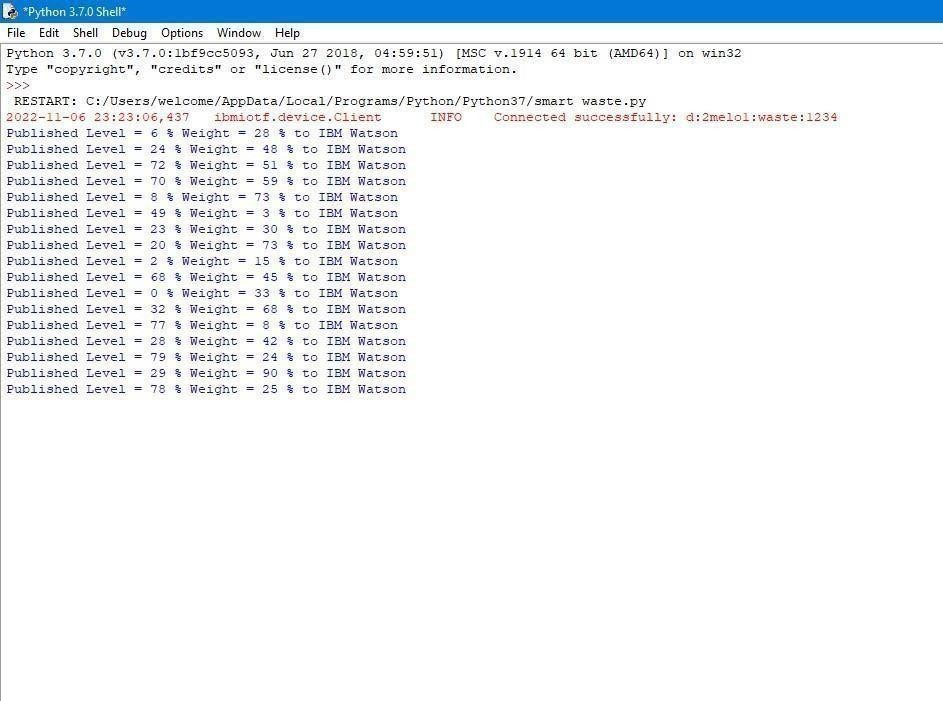 *Python 3.7.0 Shell*
File Edit Shell Debug Options Window Help
Python 3.7.0 (v3.7.0:1bf9cc5093, Jun 27 2018, 04:59:51) [MSC v.1914 64 bit (AMD64)] on win32
Type "copyright", "credits" or "license()" for more information.
>>>
RESTART: C:/Users/welcome/AppData/Local/Programs/Python/Python37/smart waste.py
2022-11-06 23:23:06,437 ibmiotf.device.Client INFO Connected successfully: d:2melol:waste:1234
Published Level = 6 % Weight = 28 % to IBM Watson
Published Level = 24 % Weight = 48 % to IBM Watson
Published Level = 72 % Weight = 51 % to IBM Watson
Published Level = 70 % Weight = 59 % to IBM Watson
Published Level = 8 % Weight = 73 % to IBM Watson
Published Level = 49 % Weight = 3 % to IBM Watson
Published Level = 23 % Weight = 30 % to IBM Watson
Published Level = 20 % Weight = 73 % to IBM Watson
Published Level = 2 % Weight = 15 % to IBM Watson
Published Level = 68 % Weight = 45 % to IBM Watson
Published Level = 0 % Weight = 33 % to IBM Watson
Published Level = 32 % Weight = 68 % to IBM Watson
Published Level = 77 % Weight = 8 % to IBM Watson
Published Level = 28 % Weight = 42 % to IBM Watson
Published Level = 79 % Weight = 24 % to IBM Watson
Published Level = 29 % Weight = 90 % to IBM Watson
Published Level = 78 % Weight = 25 % to IBM Watson